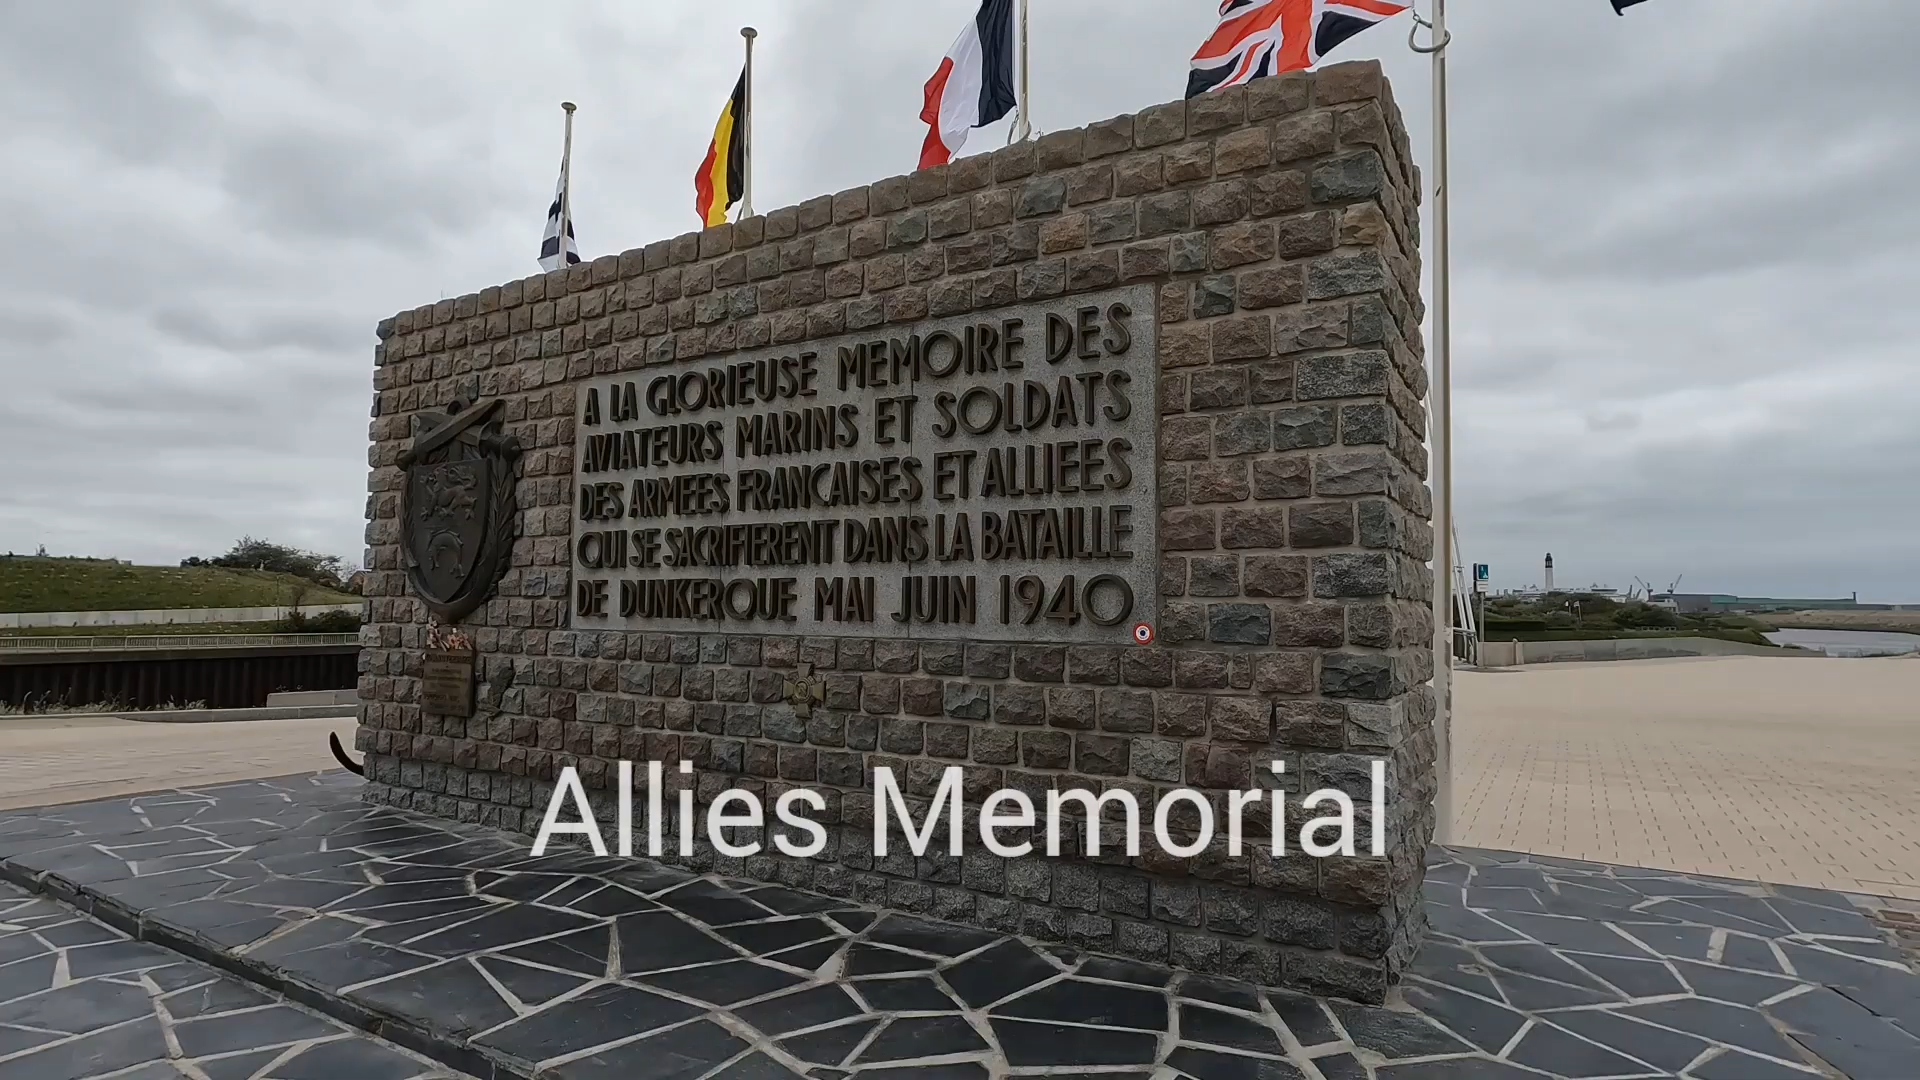 A LA GLORIEUSE MEMOIRE DES
AVIATEURS MARINS ET SOLDATS
DES ARMEES FRANCAISES ET ALLIEES
QUI SE SACRIFIERENT DANS LA BATAILLE
DE DUNKERQUE MAI JUIN 1940
Allies Memorial